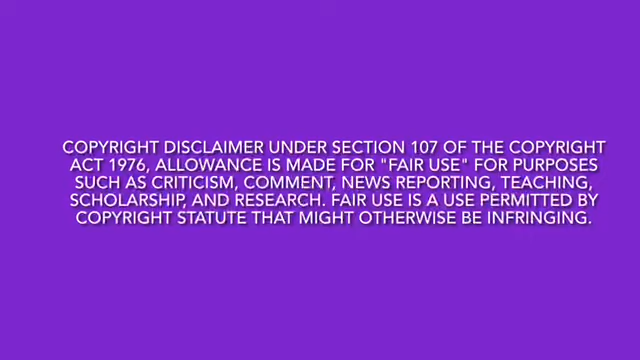 COPYRIGHT DISCLAIMER UNDER SECTION 107 OF THE COPYRIGHT
ACT 1976, ALLOWANCE IS MADE FOR "FAIR USE" FOR PURPOSES
SUCH AS CRITICISM, COMMENT, NEWS REPORTING, TEACHING,
SCHOLARSHIP, AND RESEARCH. FAIR USE IS A USE PERMITTED BY
COPYRIGHT STATUTE THAT MIGHT OTHERWISE BE INFRINGING.